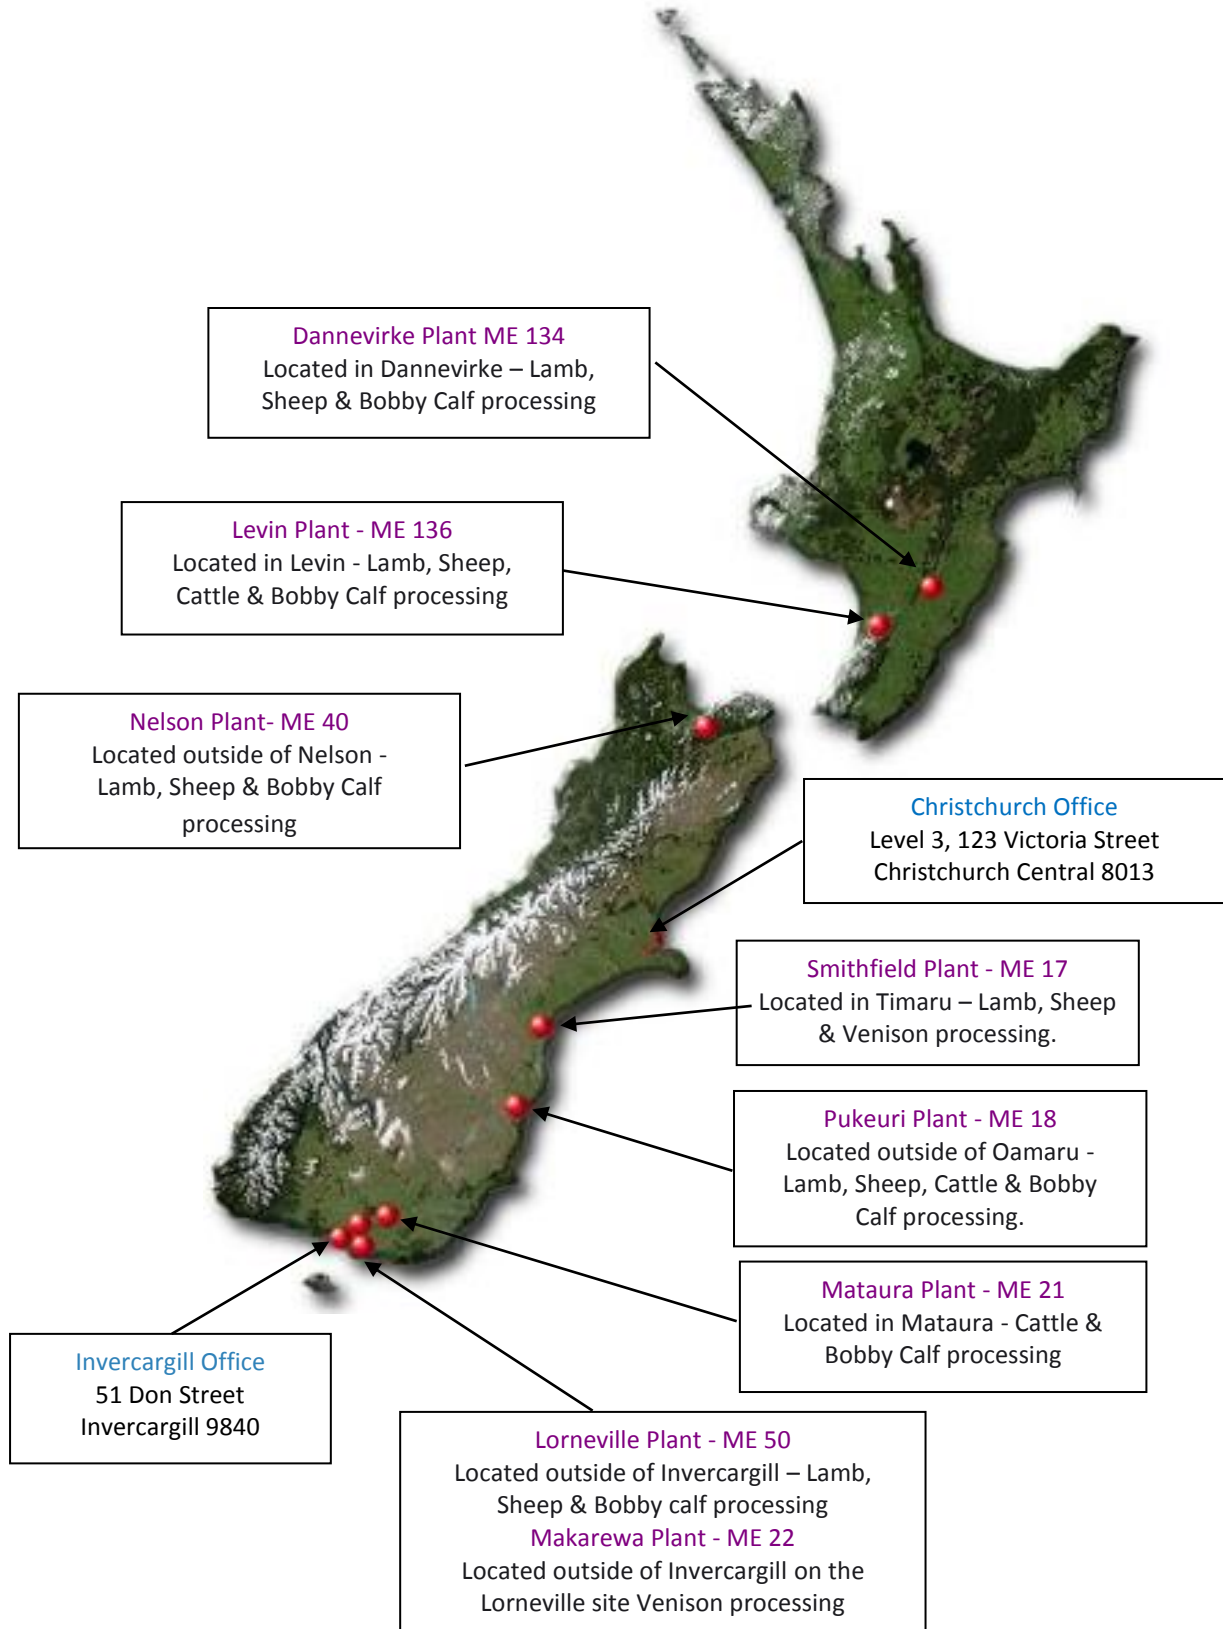 Dannevirke Plant ME 134
Located in Dannevirke – Lamb,
Sheep & Bobby Calf processing
Levin Plant - ME 136
Located in Levin - Lamb, Sheep,
Cattle & Bobby Calf processing
Nelson Plant- ME 40
Located outside of Nelson -
Lamb, Sheep & Bobby Calf
processing
Christchurch Office
Level 3, 123 Victoria Street
Christchurch Central 8013
Smithfield Plant - ME 17
Located in Timaru – Lamb, Sheep
& Venison processing.
Pukeuri Plant - ME 18
Located outside of Oamaru -
Lamb, Sheep, Cattle & Bobby
Calf processing.
Mataura Plant - ME 21
Located in Mataura - Cattle &
Bobby Calf processing
Invercargill Office
51 Don Street
Invercargill 9840
Lorneville Plant - ME 50
Located outside of Invercargill – Lamb,
Sheep & Bobby calf processing
Makarewa Plant - ME 22
Located outside of Invercargill on the
Lorneville site Venison processing